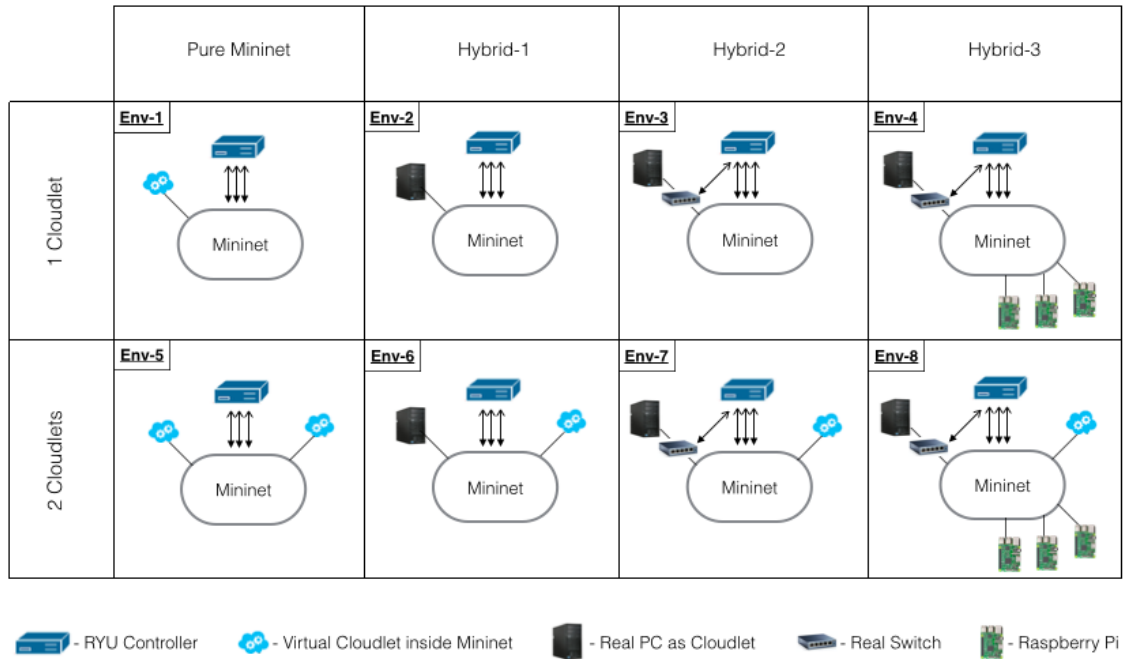 Pure Mininet
Hybrid-1
Hybrid-2
Hybrid-3
1 Cloudlet
Env-1
Mininet
Env-2
Mininet
Env-3
Mininet
Env-4
Mininet
2 Cloudlets
Env-5
Mininet
Env-6
Mininet
Env-7
Mininet
Env-8
Mininet
- RYU Controller
- Virtual Cloudlet inside Mininet
- Real PC as Cloudlet
- Real Switch
- Raspberry Pi